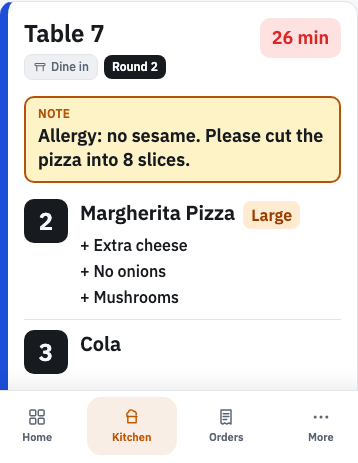 Table 7
26 min
Dine in
Round 2
NOTE
Allergy: no sesame. Please cut the
pizza into 8 slices.
2
Margherita Pizza
Large
+ Extra cheese
+ No onions
+ Mushrooms
3
Cola
Home
Kitchen
Orders
More